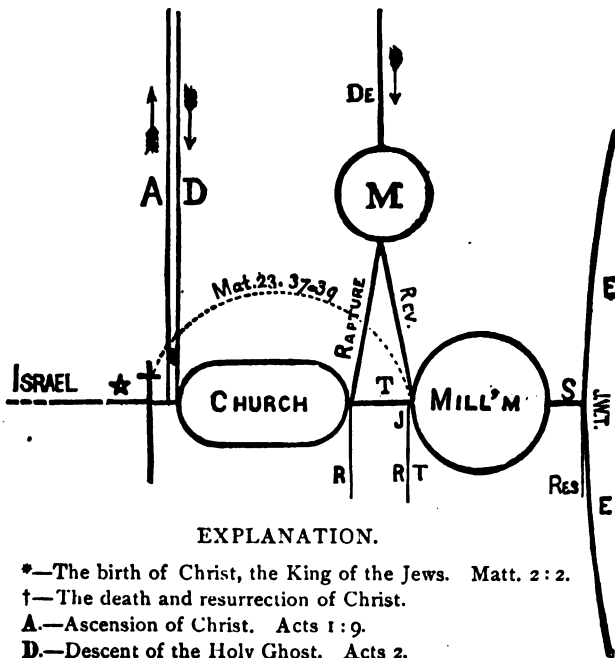 DE
A D
M.
Mat.23.37-39
RAPTURE
REV.
ISRAEL
CHURCH
T
J
MILL'M
S
E
JWT.
R
R T
RES
E
EXPLANATION.
*—The birth of Christ, the King of the Jews. Matt. 2:2.
†—The death and resurrection of Christ.
A.—Ascension of Christ. Acts 1:9.
D.—Descent of the Holy Ghost. Acts 2.